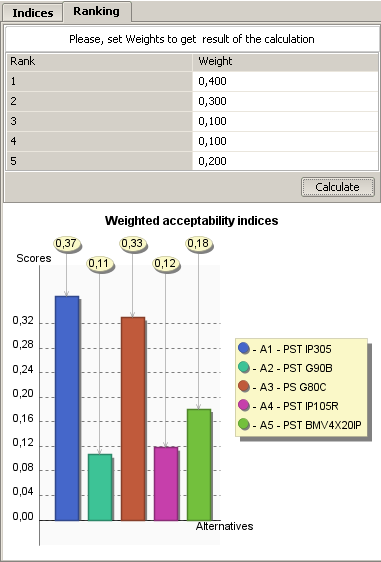 Indices Ranking
Please, set Weights to get result of the calculation
Rank Weight
1 0,400
2 0,300
3 0,100
4 0,100
5 0,200
Calculate
Weighted acceptability indices
0,37 0,33 0,18
Scores 0,11 0,12
0,32
0,28
0,24
0,20
0,16
0,12
0,08
0,04
0,00
Alternatives
- A1 - PST IP305
- A2 - PST G90B
- A3 - PS G80C
- A4 - PST IP105R
- A5 - PST BMV4X20IP